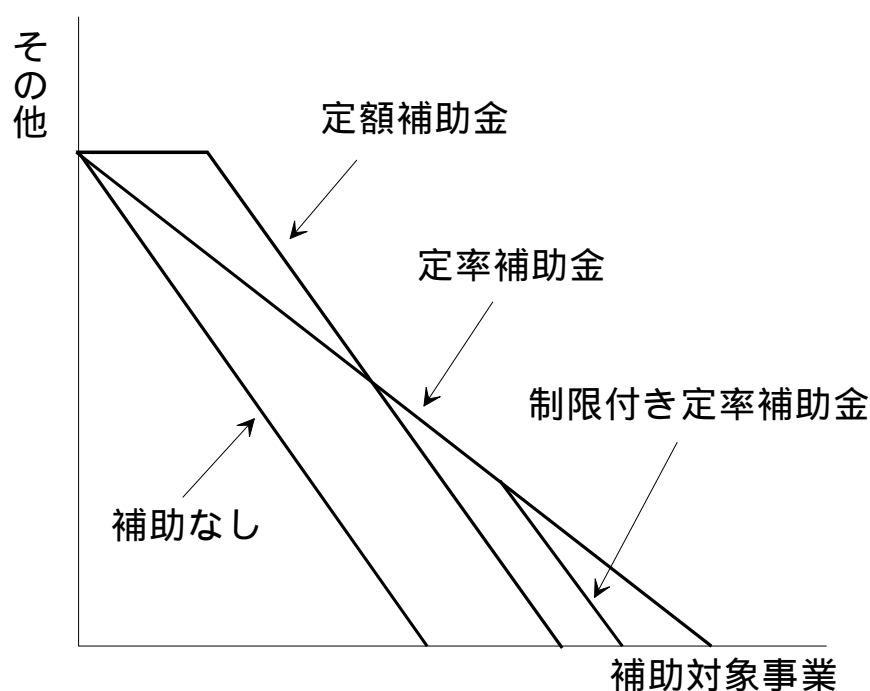 その他
定額補助金
定率補助金
制限付き定率補助金
補助なし
補助対象事業